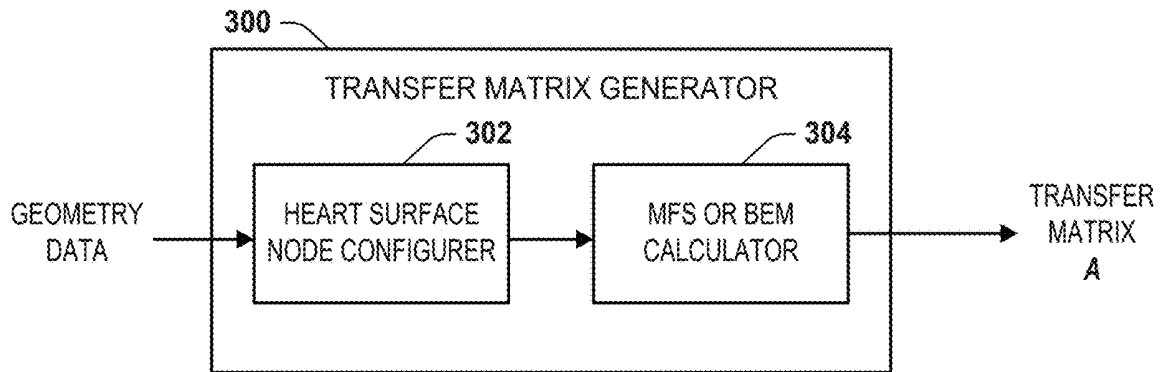 300
TRANSFER MATRIX GENERATOR
302
304
GEOMETRY
DATA
HEART SURFACE
NODE CONFIGURER
MFS OR BEM
CALCULATOR
TRANSFER
MATRIX
A